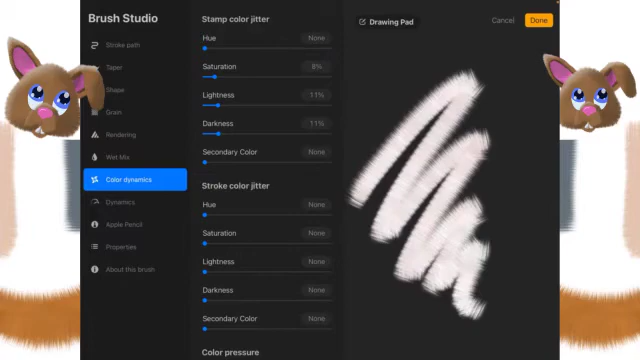 Brush Studio
Stroke path
Taper
Shape
Grain
Rendering
Wet Mix
Color dynamics
Dynamics
Apple Pencil
Properties
About this brush
Stamp color jitter
Hue None
Saturation 8%
Lightness 11%
Darkness 11%
Secondary Color None
Stroke color jitter
Hue None
Saturation None
Lightness None
Darkness None
Secondary Color None
Color pressure
Drawing Pad
Cancel
Done